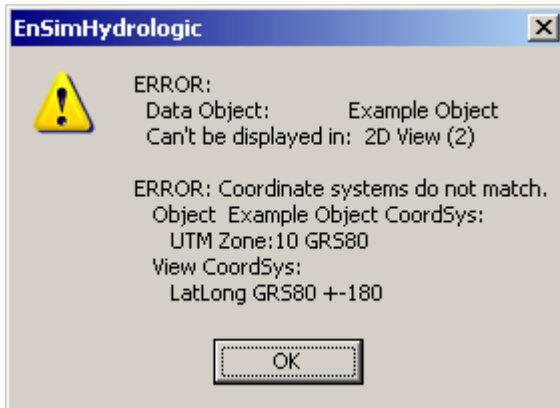 EnSimHydrologic
ERROR:
Data Object: Example Object
Can't be displayed in: 2D View (2)
ERROR: Coordinate systems do not match.
Object Example Object CoordSys:
UTM Zone:10 GRS80
View CoordSys:
LatLong GRS80 +-180
OK